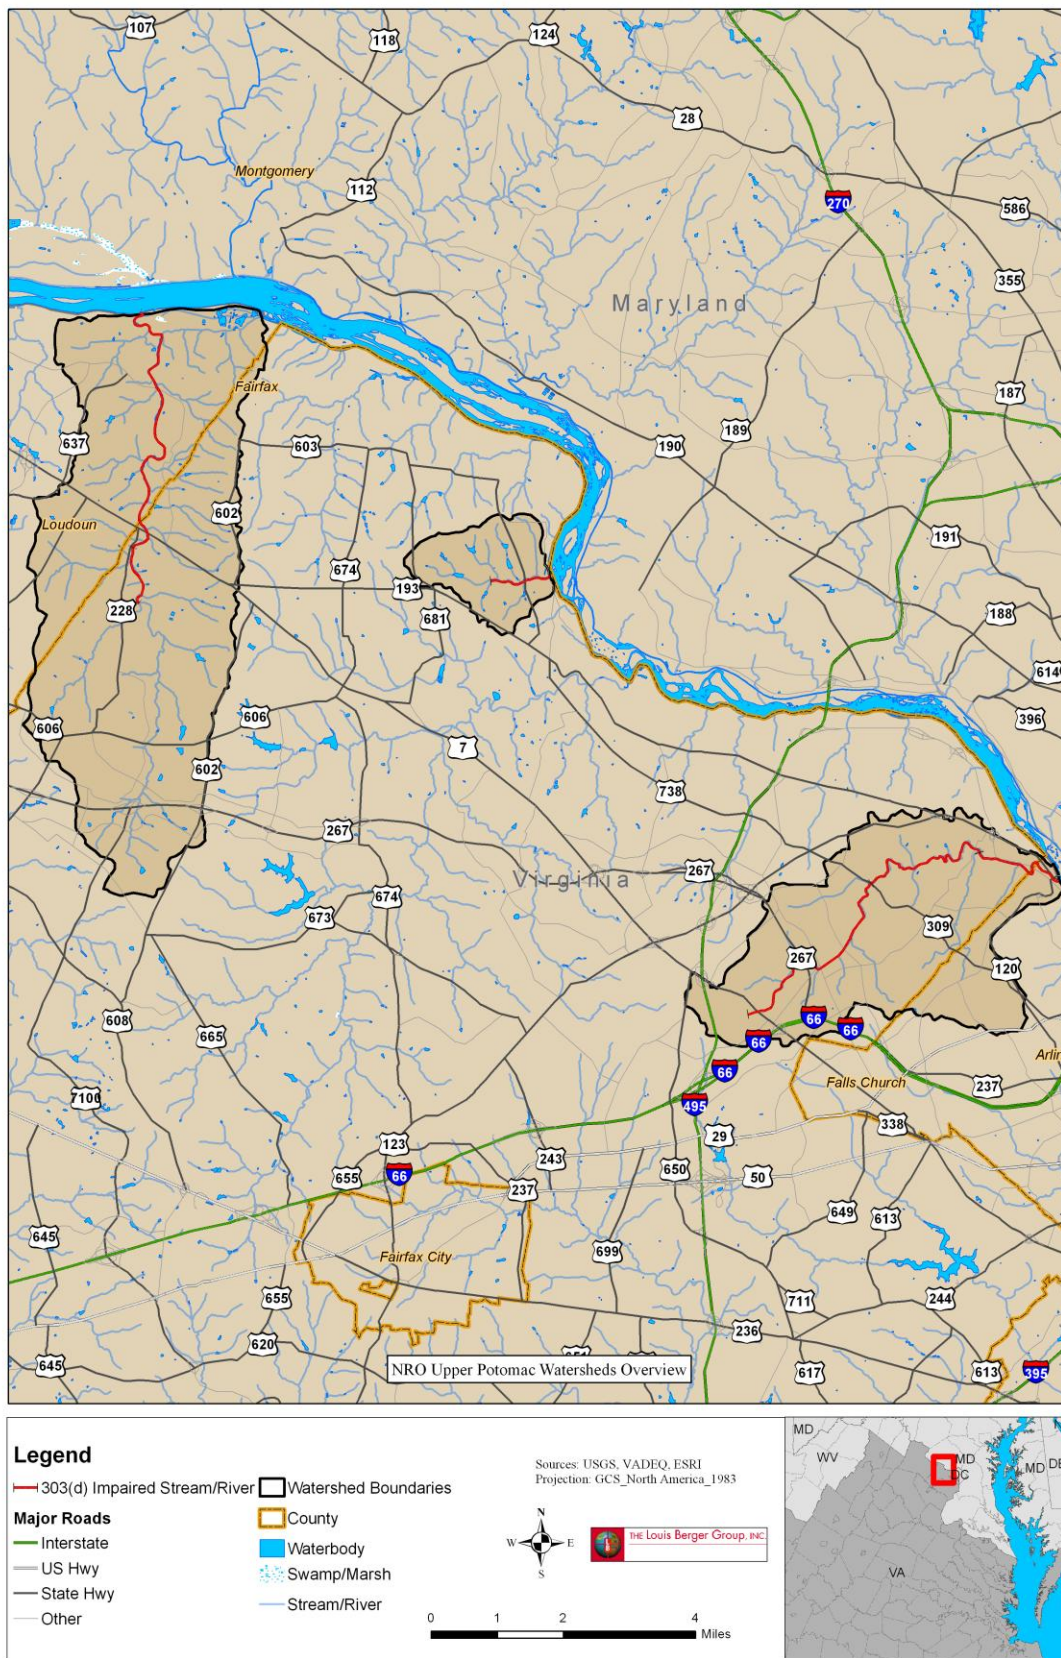 107
118
124
28
Montgomery
112
270
586
Maryland
355
Fairfax
187
637
603
190
189
Loudoun
602
191
674
193
228
681
188
614
606
606
7
396
602
738
267
Virginia
267
674
673
309
267
120
608
665
66
66
66
66
Falls Church
237
7100
495
338
123
29
243
655
66
650
50
237
649
613
645
Fairfax City
699
655
711
244
236
620
645
NRO Upper Potomac Watersheds Overview
617
613
395
Legend
303(d) Impaired Stream/River
Major Roads
Interstate
US Hwy
State Hwy
Other
Watershed Boundaries
County
Waterbody
Swamp/Marsh
Stream/River
Sources: USGS, VADEQ, ESRI
Projection: GCS_North America_1983
N
W E
S
THE Louis Berger Group, INC.
0 1 2 4
Miles
MD
WV
MD
DC
MD
DE
VA